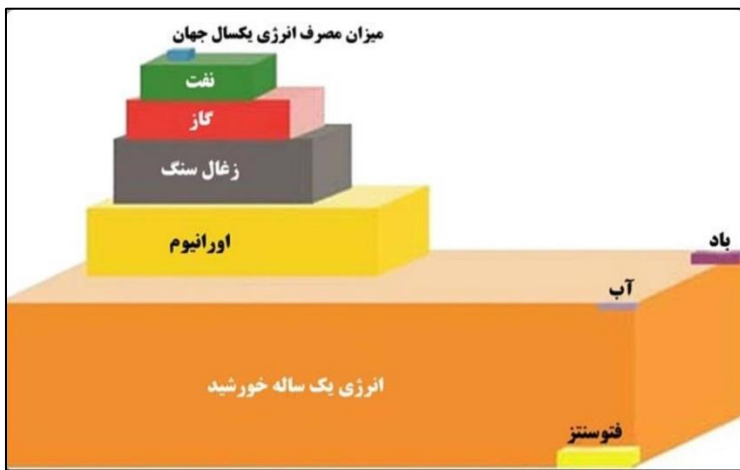 میزان مصرف انرژی یکسال جهان
نفت
گاز
زغال سنگ
اورانیوم
باد
آب
انرژی یک ساله خورشید
فتوسنتز